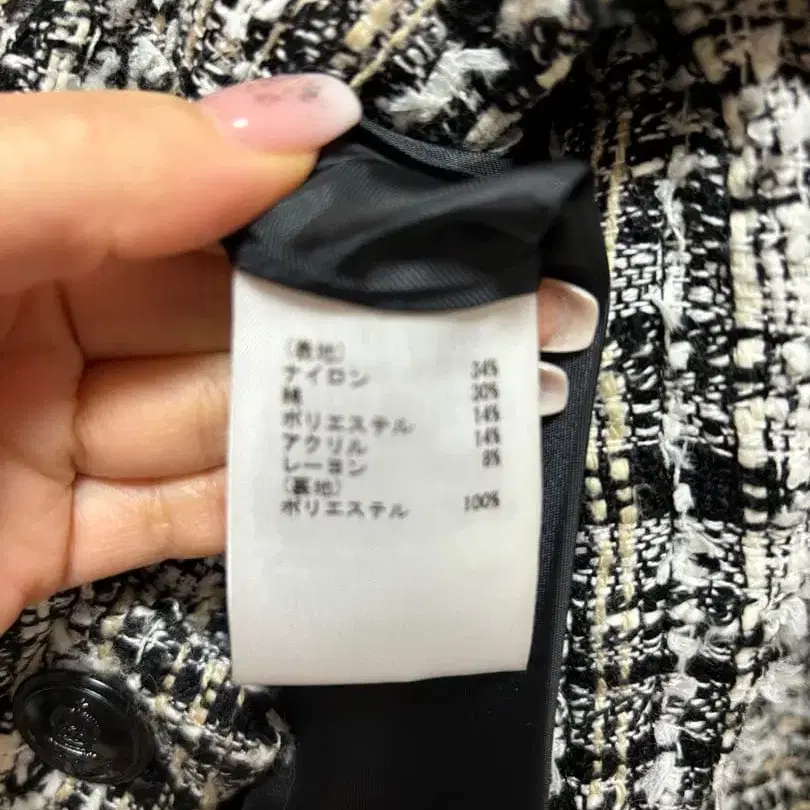 (表地)
ナイロン 34%
綿 30%
ポリエステル 14%
アクリル 14%
レーヨン 8%
(裏地)
ポリエステル 100%